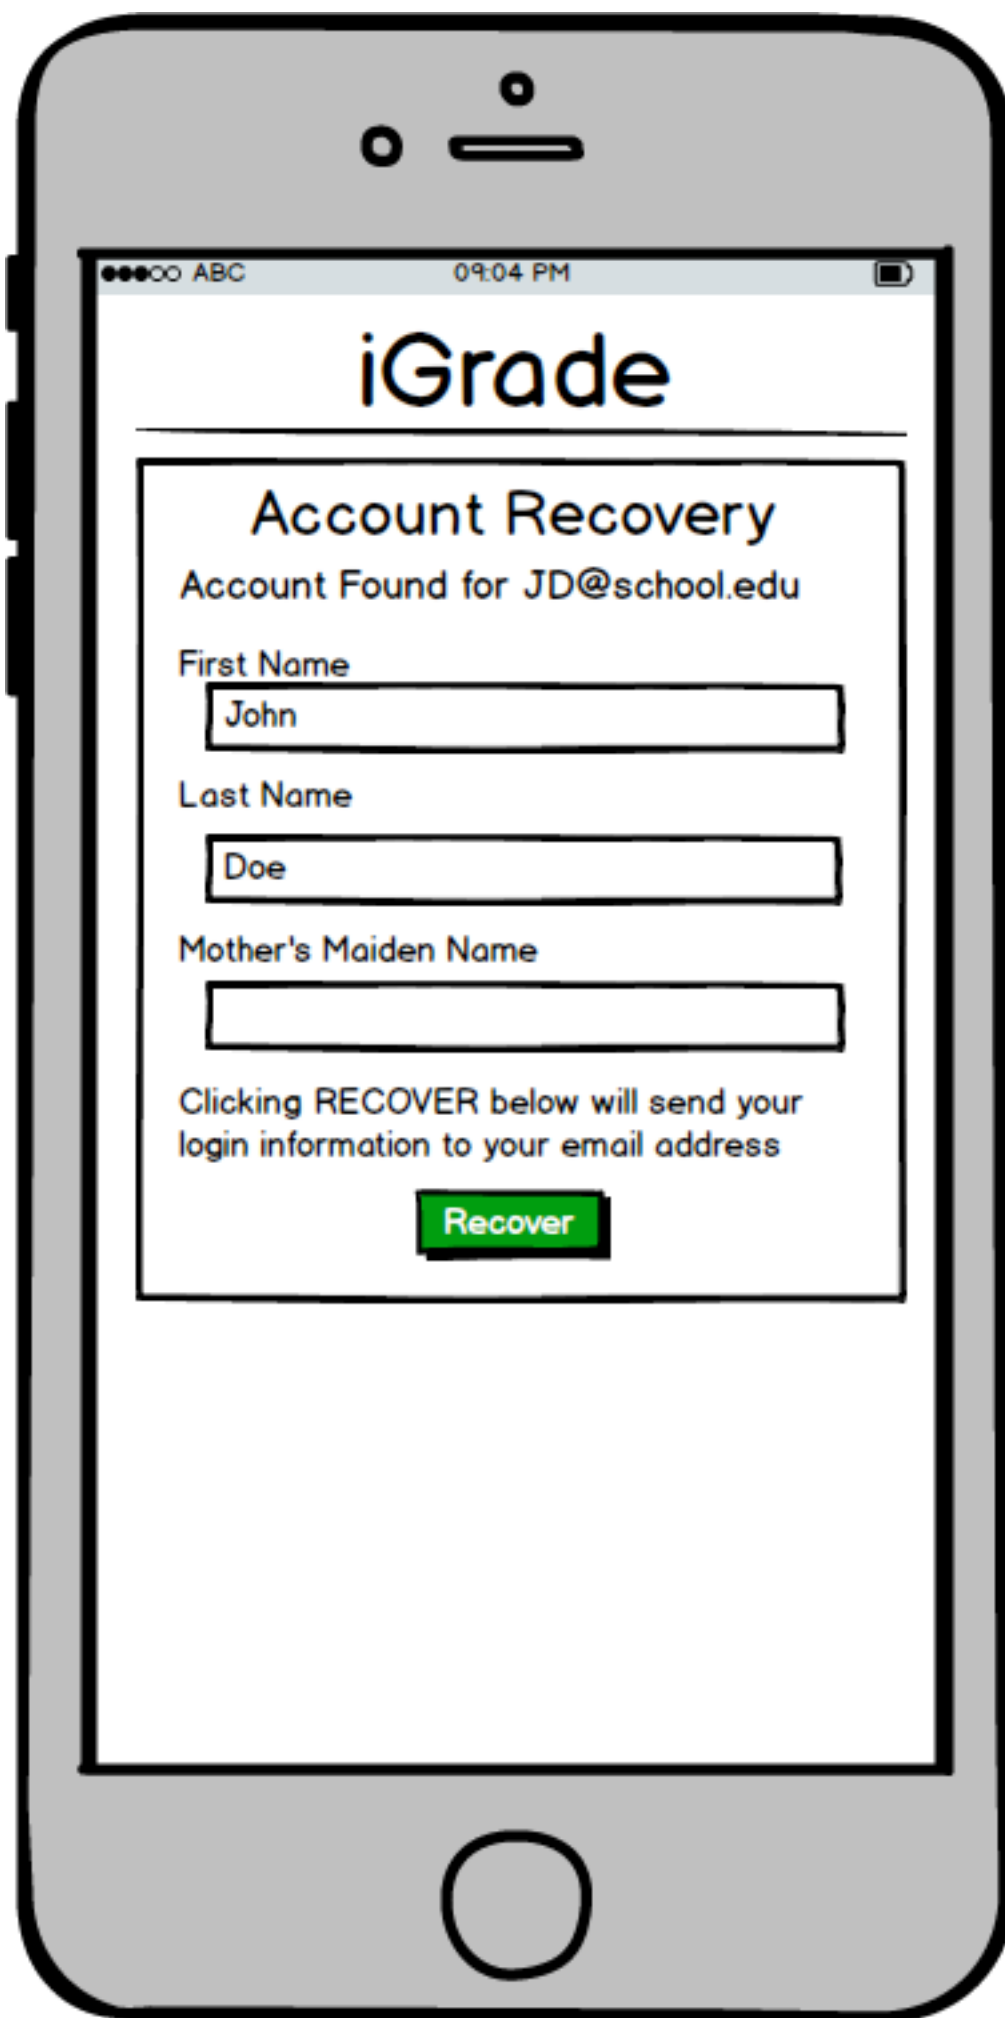 ABC 09:04 PM
iGrade
Account Recovery
Account Found for JD@school.edu
First Name
John
Last Name
Doe
Mother's Maiden Name
Clicking RECOVER below will send your
login information to your email address
Recover